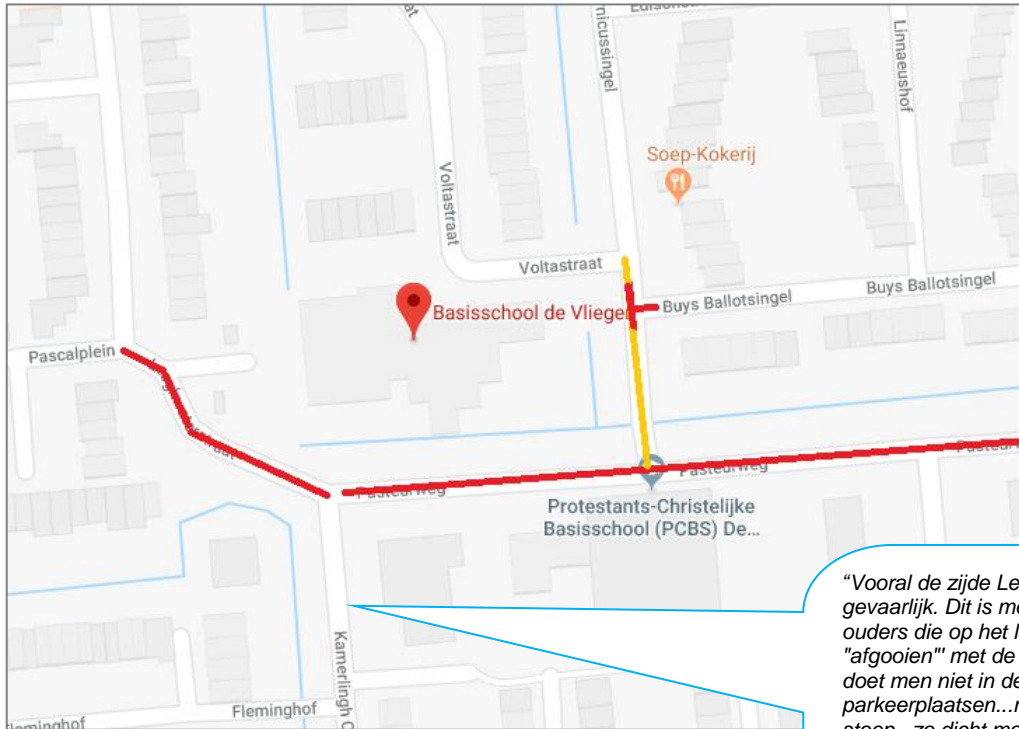 nicussingel
Linnaeushof
Soep-Kokerij
Voltastraat
Voltastraat
Buys Ballotsingel
Buys Ballotsingel
Basisschool de Vlieger
Pascalplein
Pasteurweg
Pasteurweg
Protestants-Christelijke
Basisschool (PCBS) De...
Kamerlingh O
Fleminghof
“Vooral de zijde Le
gevaarlijk. Dit is me
ouders die op het l
"afgooien"' met de
doet men niet in de
parkeerplaatsen...r